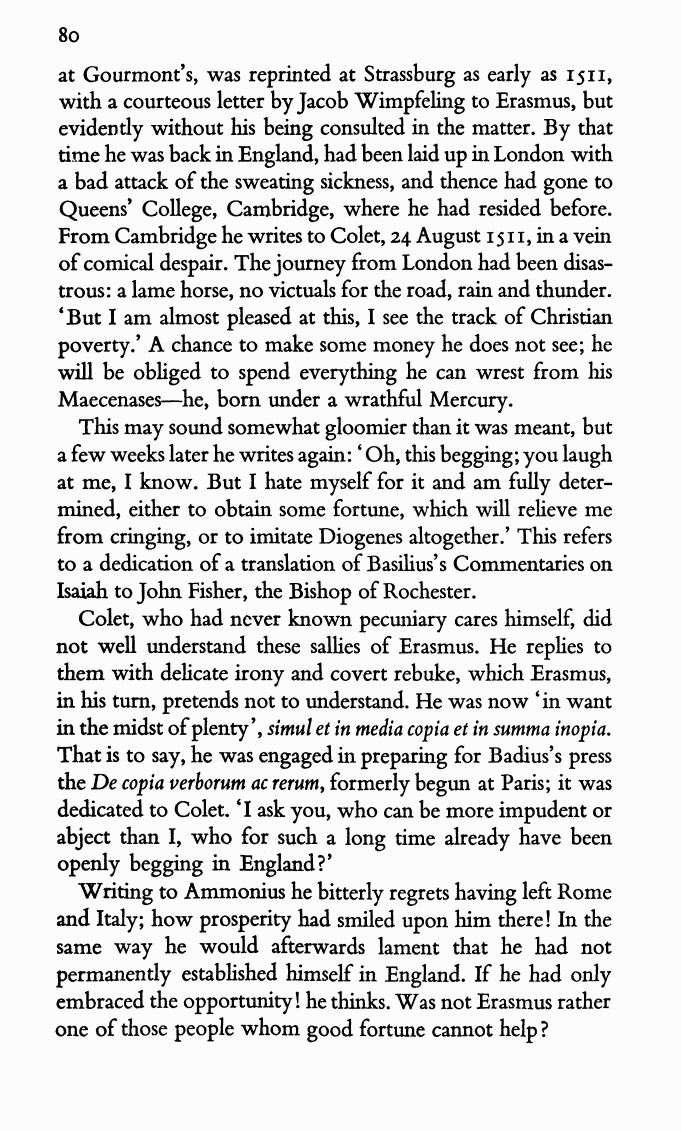 80
at Gourmont's, was reprinted at Strassburg as early as 1511,
with a courteous letter by Jacob Wimpfeling to Erasmus, but
evidently without his being consulted in the matter. By that
time he was back in England, had been laid up in London with
a bad attack of the sweating sickness, and thence had gone to
Queens' College, Cambridge, where he had resided before.
From Cambridge he writes to Colet, 24 August 1511, in a vein
of comical despair. The journey from London had been disas-
trous: a lame horse, no victuals for the road, rain and thunder.
'But I am almost pleased at this, I see the track of Christian
poverty.' A chance to make some money he does not see; he
will be obliged to spend everything he can wrest from his
Maecenases—he, born under a wrathful Mercury.
This may sound somewhat gloomier than it was meant, but
a few weeks later he writes again: 'Oh, this begging; you laugh
at me, I know. But I hate myself for it and am fully deter-
mined, either to obtain some fortune, which will relieve me
from cringing, or to imitate Diogenes altogether.' This refers
to a dedication of a translation of Basilius's Commentaries on
Isaiah to John Fisher, the Bishop of Rochester.
Colet, who had never known pecuniary cares himself, did
not well understand these sallies of Erasmus. He replies to
them with delicate irony and covert rebuke, which Erasmus,
in his turn, pretends not to understand. He was now 'in want
in the midst of plenty', simul et in media copia et in summa inopia.
That is to say, he was engaged in preparing for Badius's press
the De copia verborum ac rerum, formerly begun at Paris; it was
dedicated to Colet. 'I ask you, who can be more impudent or
abject than I, who for such a long time already have been
openly begging in England?'
Writing to Ammonius he bitterly regrets having left Rome
and Italy; how prosperity had smiled upon him there! In the
same way he would afterwards lament that he had not
permanently established himself in England. If he had only
embraced the opportunity! he thinks. Was not Erasmus rather
one of those people whom good fortune cannot help?